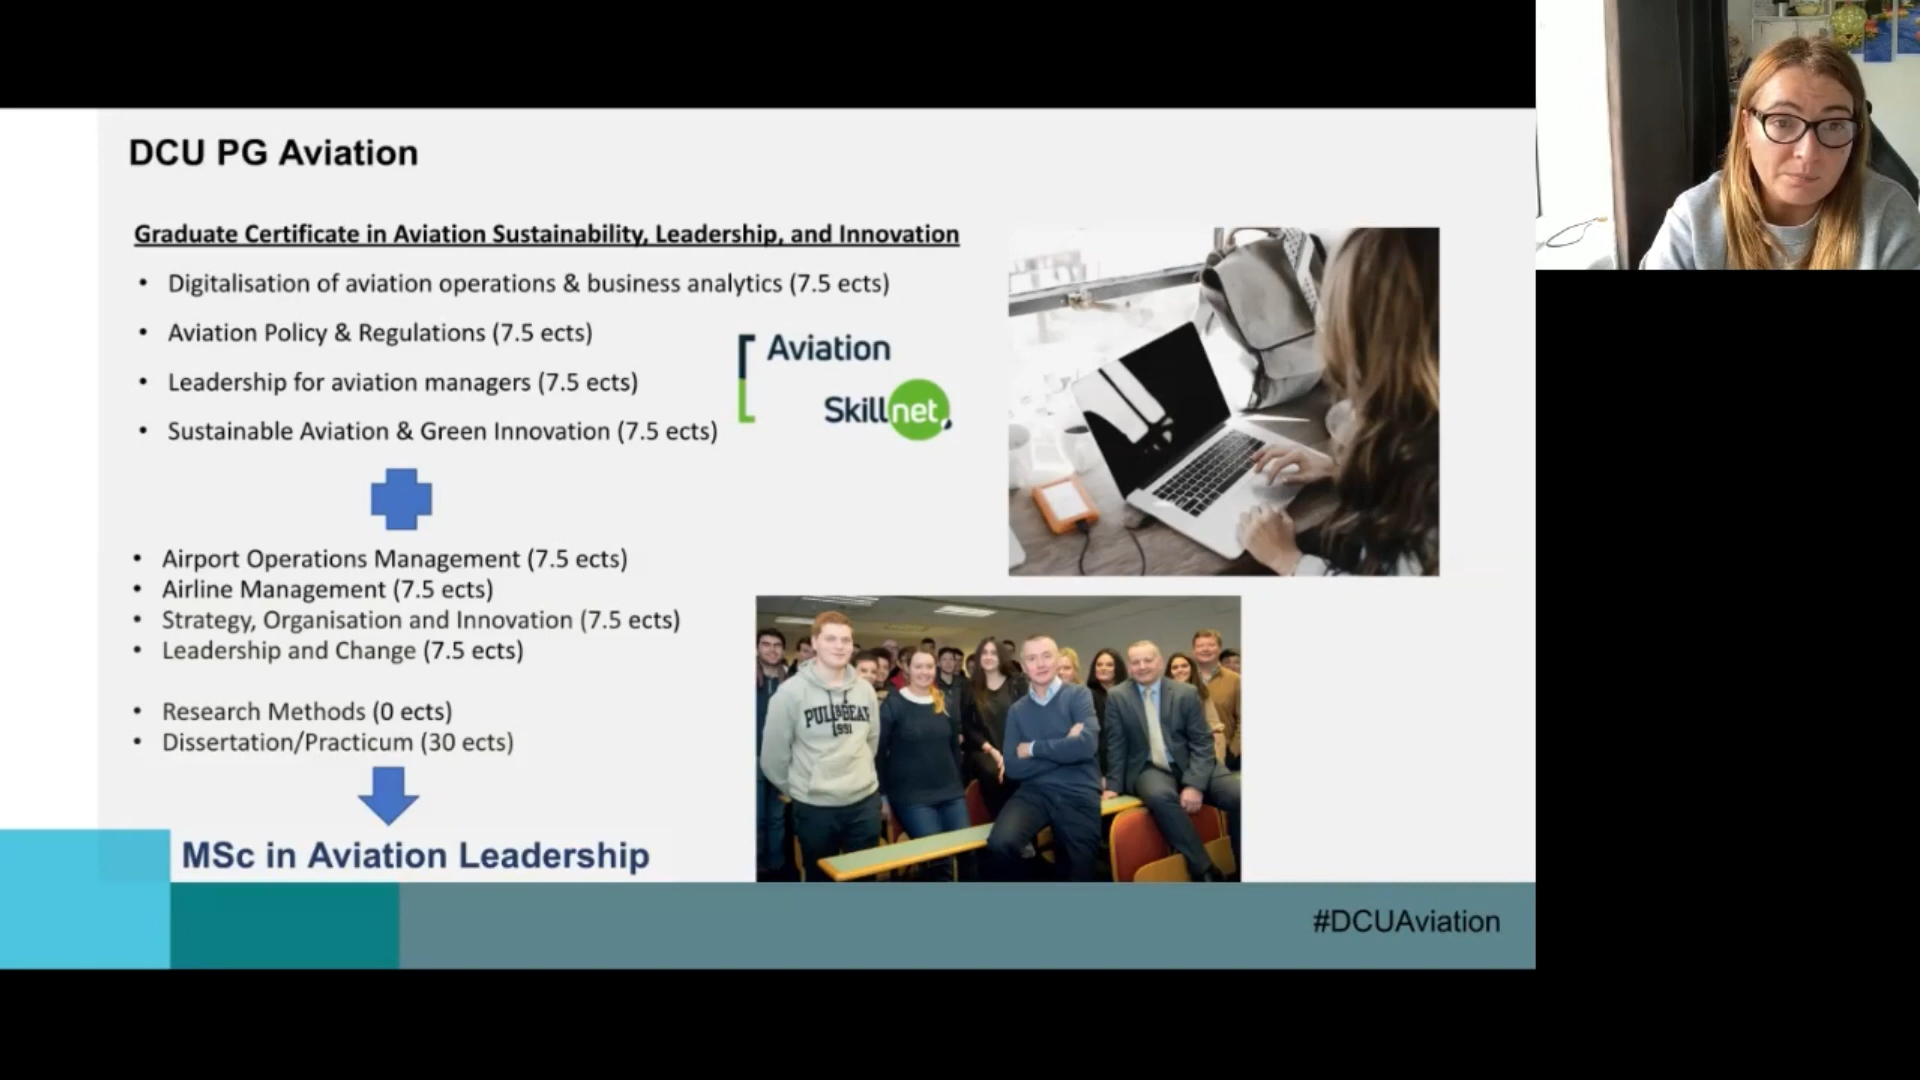 DCU PG Aviation
Graduate Certificate in Aviation Sustainability, Leadership, and Innovation
• Digitalisation of aviation operations & business analytics (7.5 ects)
• Aviation Policy & Regulations (7.5 ects)
• Leadership for aviation managers (7.5 ects)
• Sustainable Aviation & Green Innovation (7.5 ects)
Aviation
Skillnet
• Airport Operations Management (7.5 ects)
• Airline Management (7.5 ects)
• Strategy, Organisation and Innovation (7.5 ects)
• Leadership and Change (7.5 ects)
• Research Methods (0 ects)
• Dissertation/Practicum (30 ects)
PULL&BEAR
1991
MSc in Aviation Leadership
#DCUAviation